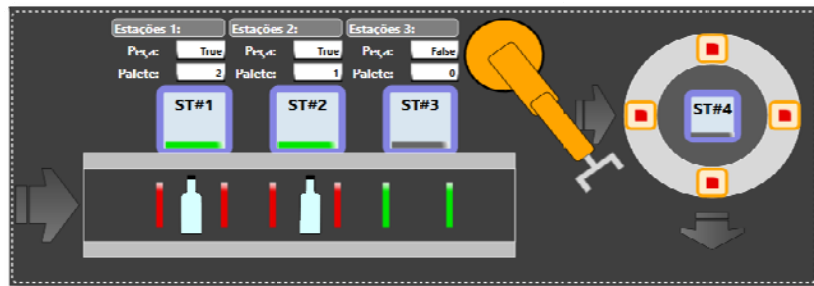 Estações 1: Estações 2: Estações 3:
Peça: True Peça: True Peça: False
Palete: 2 Palete: 1 Palete: 0
ST#1 ST#2 ST#3
ST#4